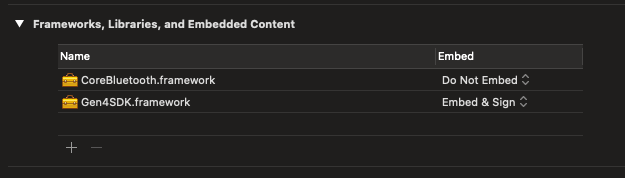 Frameworks, Libraries, and Embedded Content
Name Embed
CoreBluetooth.framework Do Not Embed
Gen4SDK.framework Embed & Sign